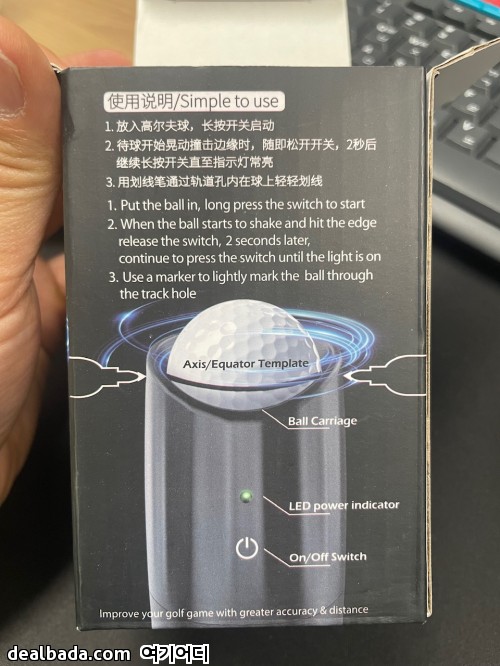 使用说明/Simple to use
1. 放入高尔夫球，长按开关启动
2. 待球开始晃动撞击边缘时，随即松开开关，2秒后
继续长按开关直至指示灯常亮
3. 用划线笔通过轨道孔内在球上轻轻划线
1. Put the ball in, long press the switch to start
2. When the ball starts to shake and hit the edge
release the switch, 2 seconds later,
continue to press the switch until the light is on
3. Use a marker to lightly mark the ball through
the track hole
Axis/Equator Template
Ball Carriage
LED power indicator
On/Off Switch
Improve your golf game with greater accuracy & distance
dealbada.com 여기어디